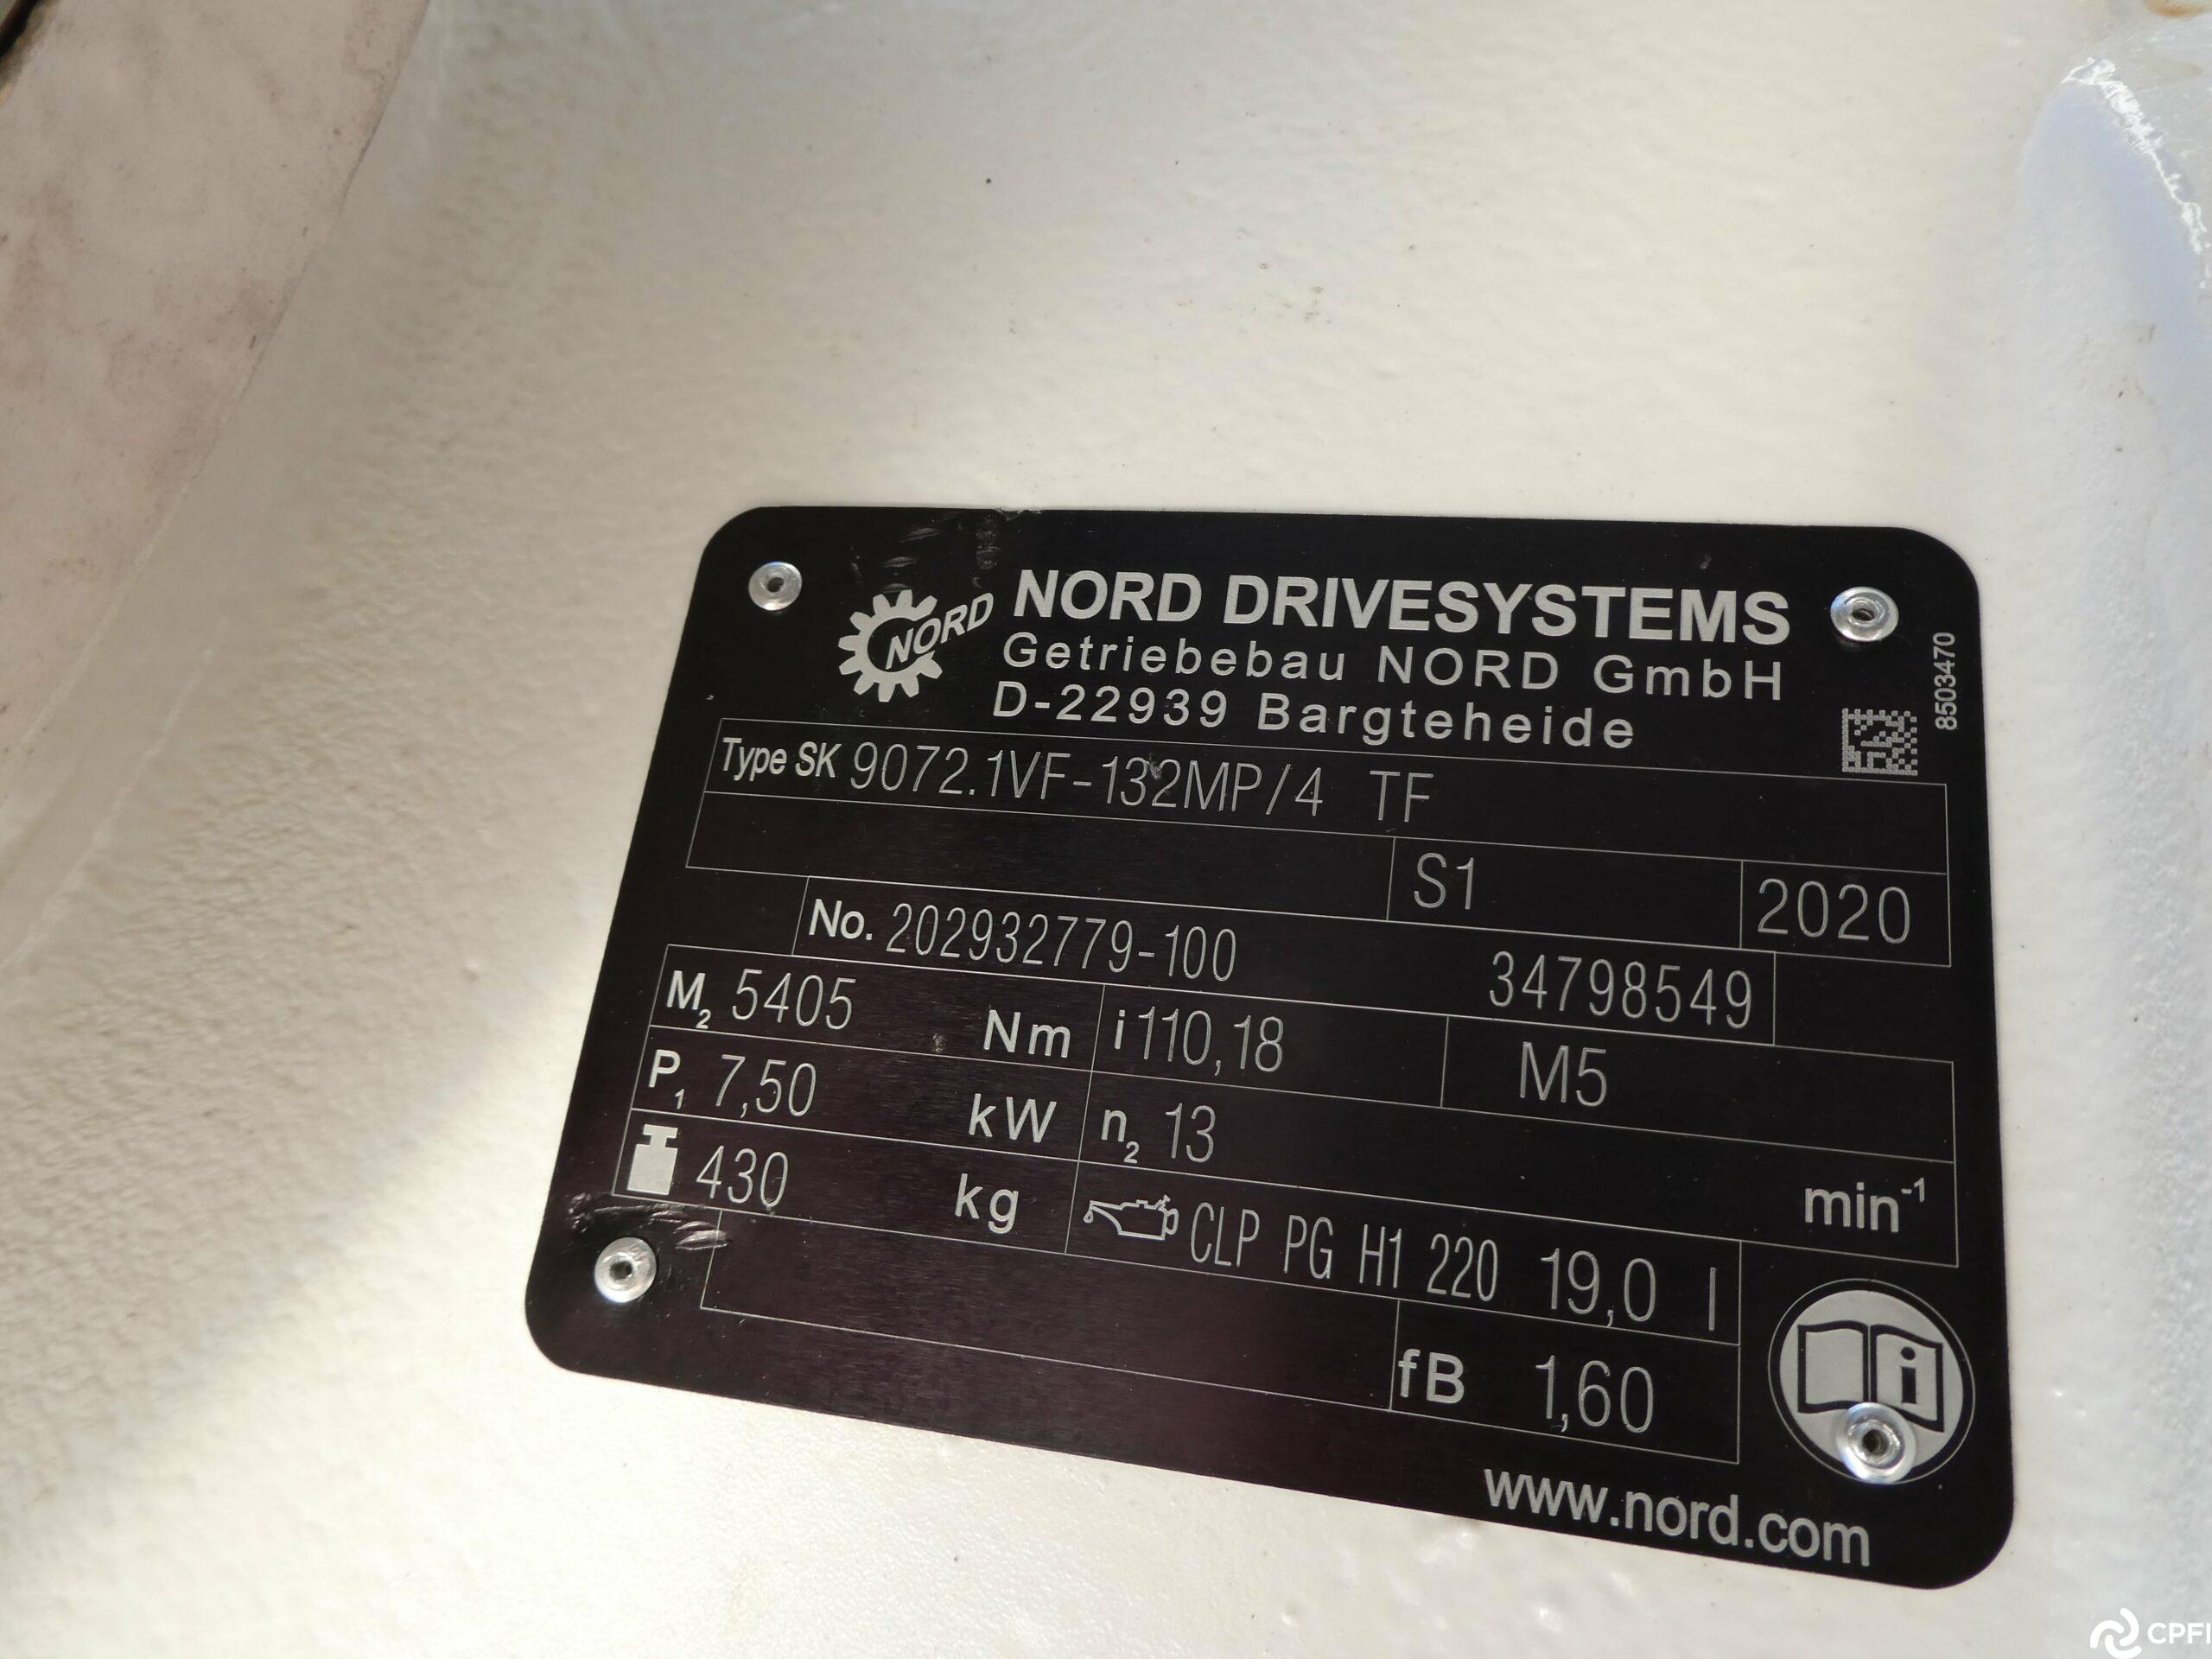 NORD NORD DRIVESYSTEMS
Getriebebau NORD GmbH
D-22939 Bargteheide
8503470
Type SK 9072.1VF-132MP/4 TF
S1 2020
No. 202932779-100 34798549
M2 5405 Nm i 110,18 M5
P1 7,50 kW n2 13 min-1
430 kg CLP PG H1 220 19,0 l
fB 1,60
i
www.nord.com
CPFI